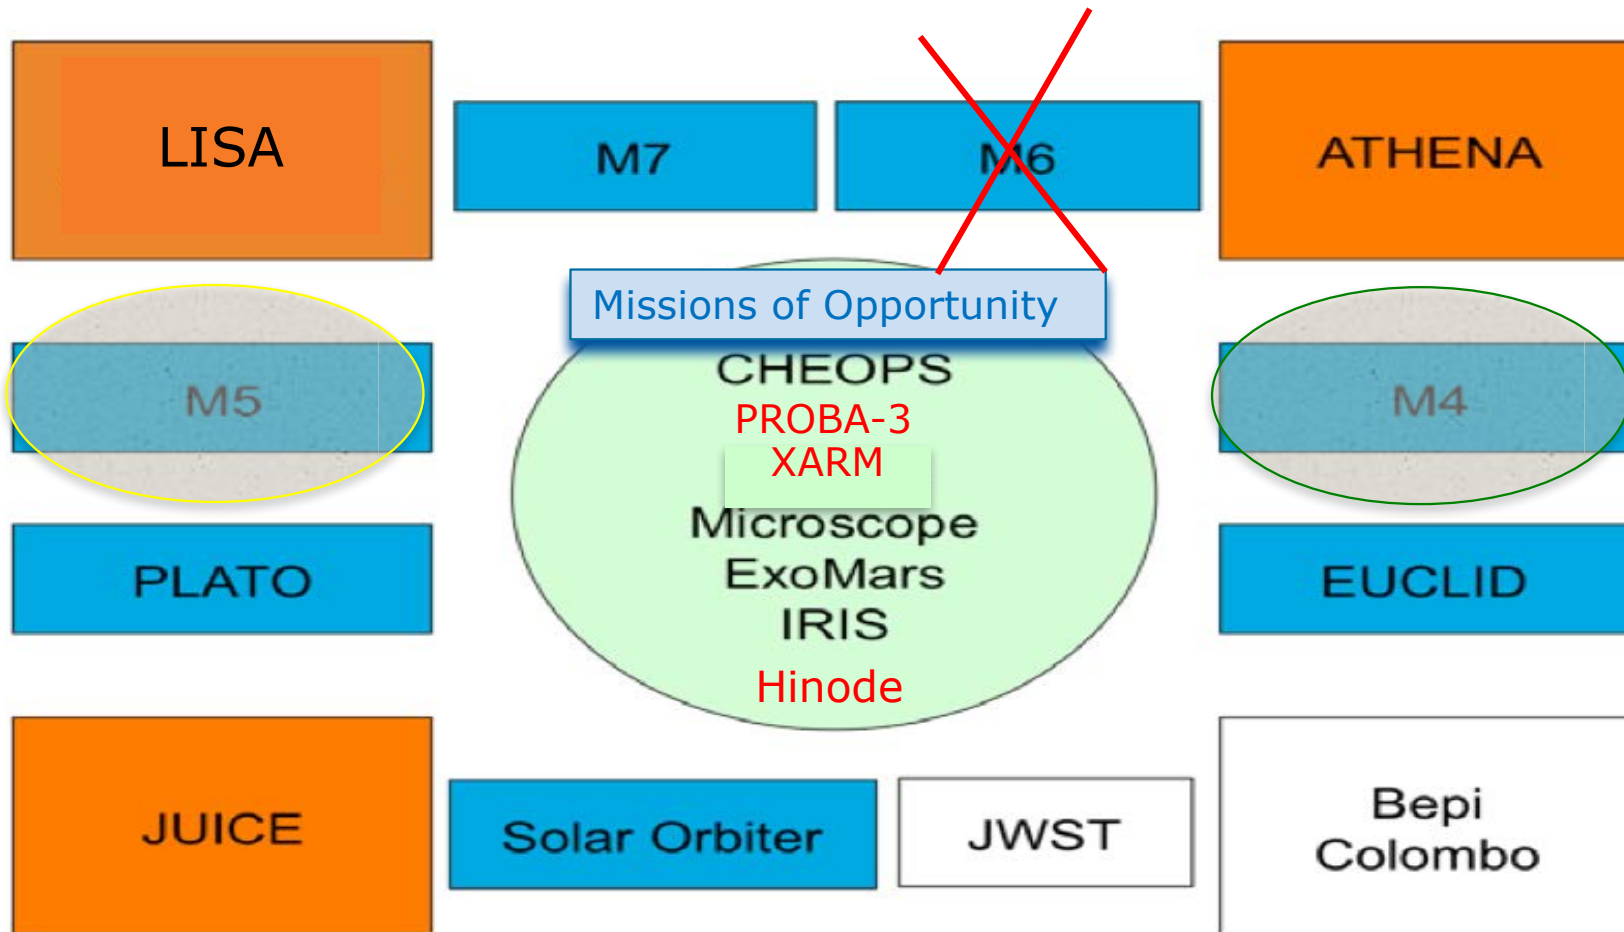 LISA
M7
M6
ATHENA
Missions of Opportunity
M5
CHEOPS
PROBA-3
XARM
Microscope
ExoMars
IRIS
Hinode
M4
PLATO
EUCLID
JUICE
Solar Orbiter
JWST
Bepi
Colombo